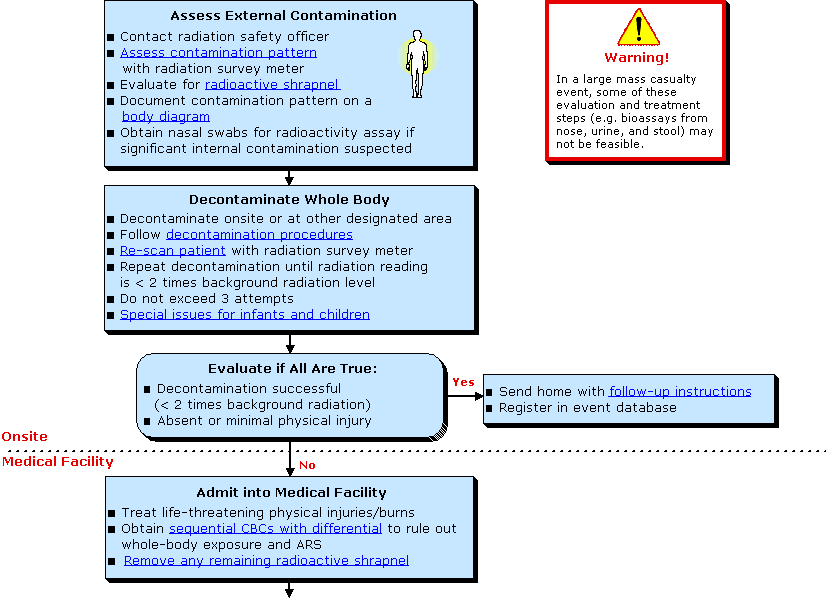 Assess External Contamination
Contact radiation safety officer
Assess contamination pattern
with radiation survey meter
Evaluate for radioactive shrapnel
Document contamination pattern on a
body diagram
Obtain nasal swabs for radioactivity assay if
significant internal contamination suspected
Warning!
In a large mass casualty
event, some of these
evaluation and treatment
steps (e.g. bioassays from
nose, urine, and stool) may
not be feasible.
Decontaminate Whole Body
Decontaminate onsite or at other designated area
Follow decontamination procedures
Re-scan patient with radiation survey meter
Repeat decontamination until radiation reading
is < 2 times background radiation level
Do not exceed 3 attempts
Special issues for infants and children
Evaluate if All Are True:
Decontamination successful
(< 2 times background radiation)
Absent or minimal physical injury
Yes
Send home with follow-up instructions
Register in event database
Onsite
Medical Facility
No
Admit into Medical Facility
Treat life-threatening physical injuries/burns
Obtain sequential CBCs with differential to rule out
whole-body exposure and ARS
Remove any remaining radioactive shrapnel